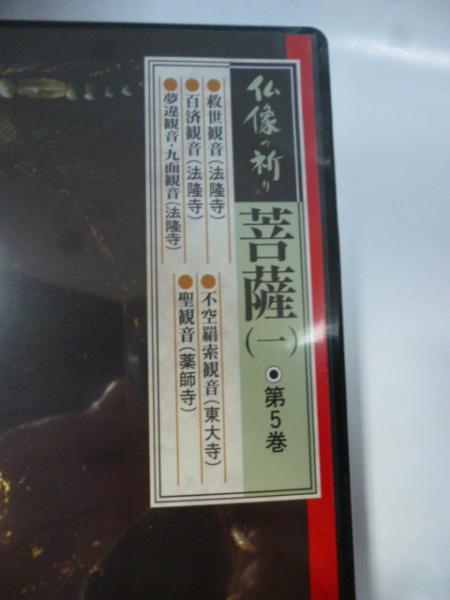 仏像の祈り
菩薩(一)●第5巻
●救世観音(法隆寺)
●百済観音(法隆寺)
●夢違観音・九面観音(法隆寺)
●不空羂索観音(東大寺)
●聖観音(薬師寺)